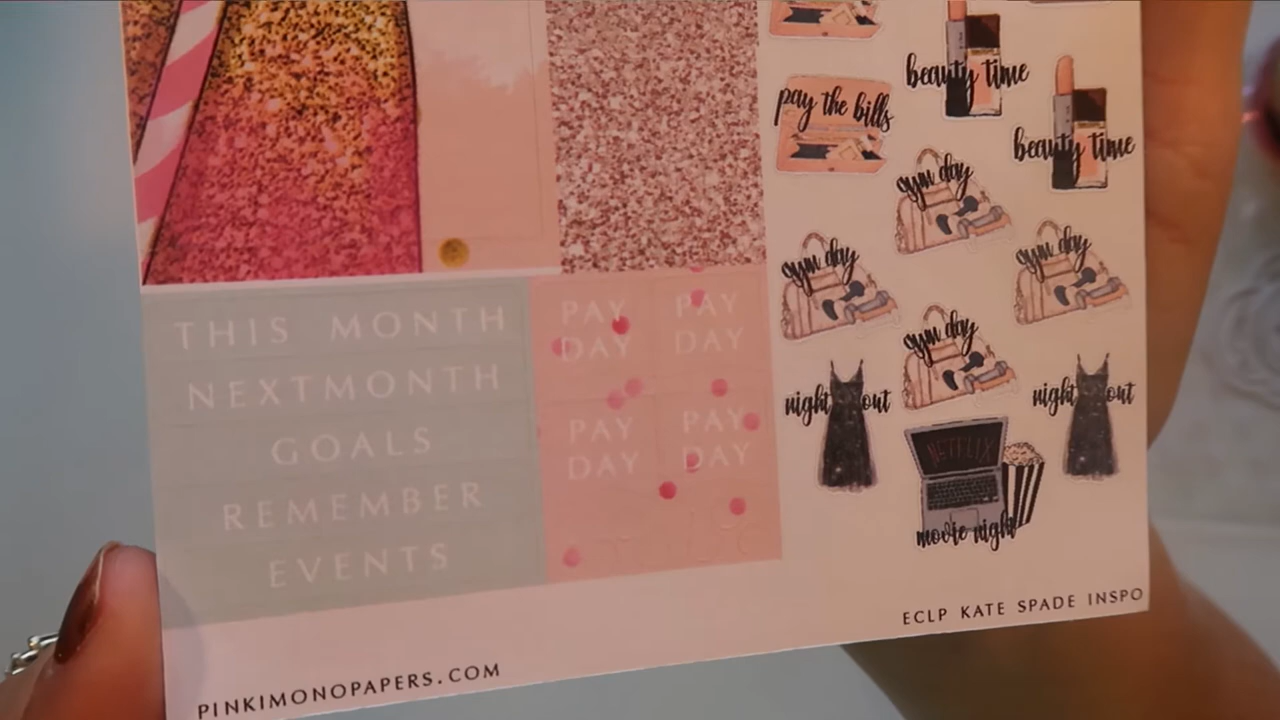 THIS MONTH
NEXTMONTH
GOALS
REMEMBER
EVENTS
PAY
DAY
PAY
DAY
PAY
DAY
PAY
DAY
beauty time
pay the bills
beauty time
gym day
gym day
gym day
gym day
night out
night out
NETFLIX
movie night
ECLP KATE SPADE INSPO
PINKIMONOPAPERS.COM